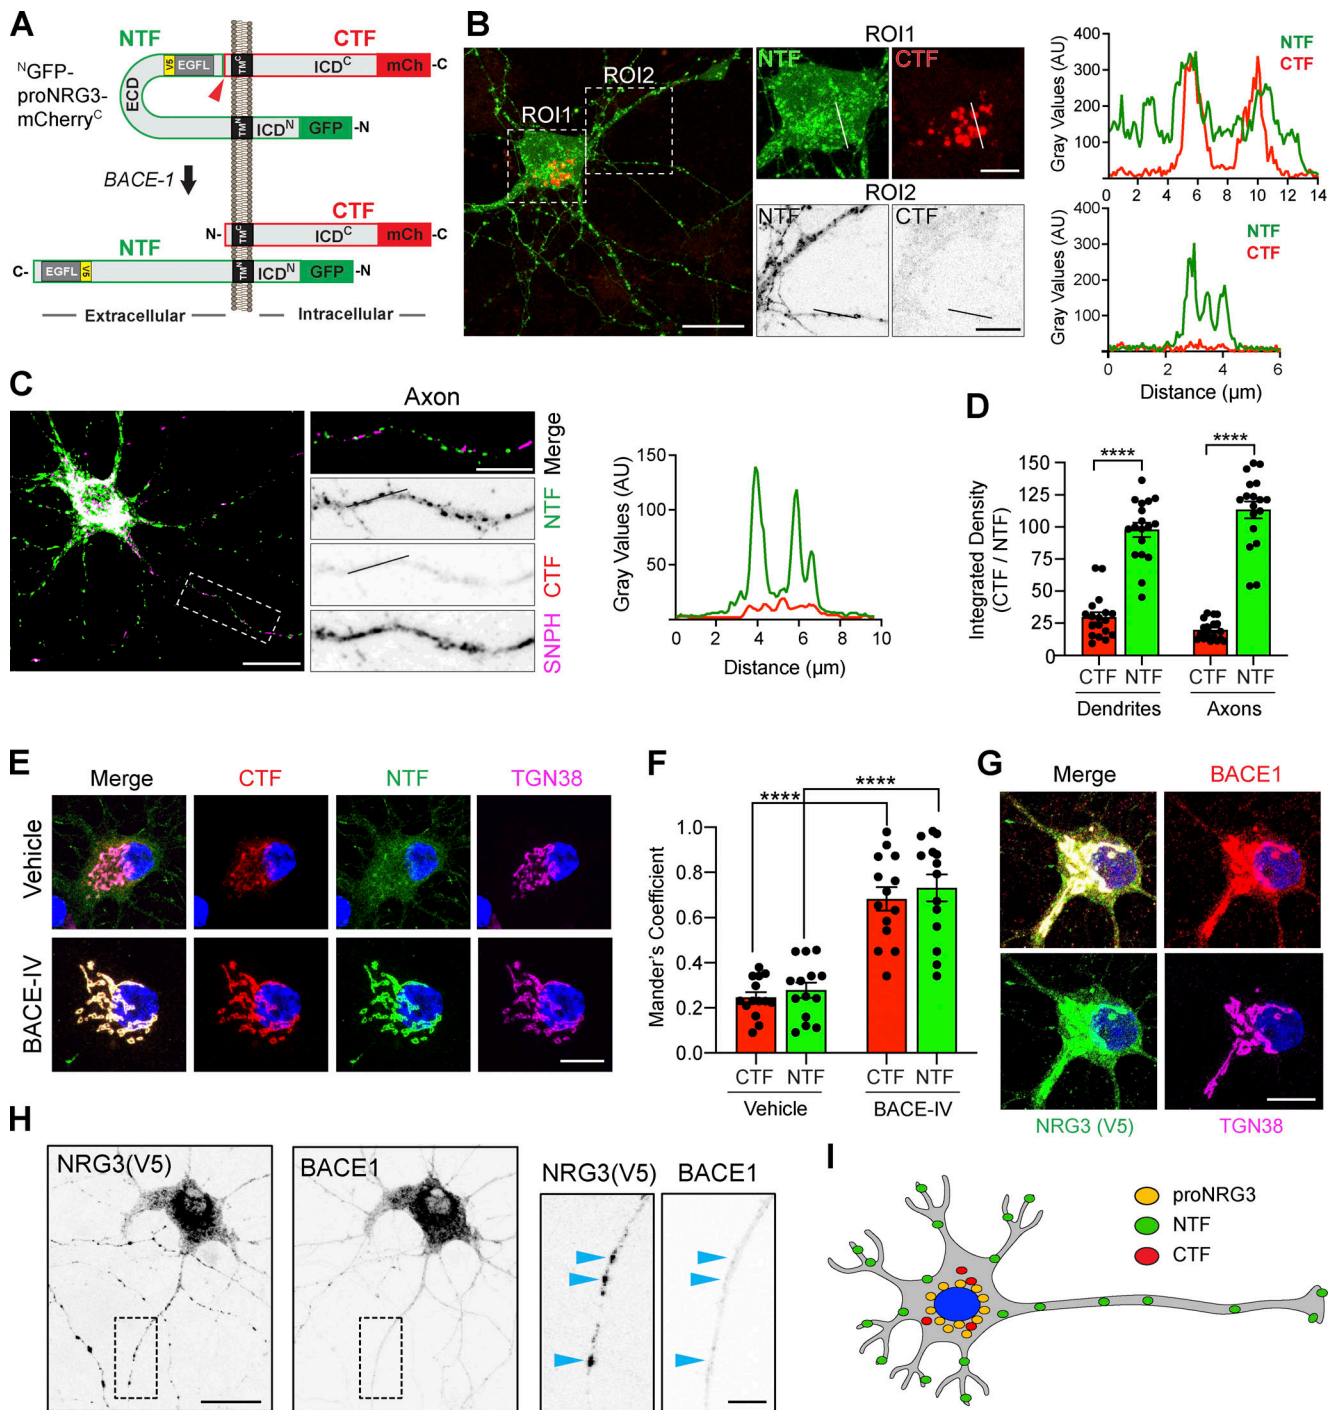 A
NTF
CTF
V5
EGFL
TMC
ICDC
mCh
-C
NGFP-
proNRG3-
mCherryC
ECD
TMN
ICDN
GFP
-N
BACE-1
CTF
N-
TMC
ICDC
mCh
-C
NTF
C-
EGFL
V5
TMN
ICDN
GFP
-N
Extracellular
Intracellular
B
ROI1
ROI2
ROI1
NTF
CTF
ROI2
NTF
CTF
Gray Values (AU)
400
300
200
100
0
0 2 4 6 8 10 12 14
NTF
CTF
Gray Values (AU)
400
300
200
100
0
0 2 4 6
NTF
CTF
Distance (µm)
C
Axon
Merge
NTF
CTF
SNPH
Gray Values (AU)
150
100
50
0 2 4 6 8 10
Distance (µm)
D
Integrated Density
(CTF / NTF)
150
125
100
75
50
25
0
**** ****
CTF NTF CTF NTF
Dendrites Axons
E
Merge CTF NTF TGN38
Vehicle
BACE-IV
F
Mander's Coefficient
1.0
0.8
0.6
0.4
0.2
0.0
**** ****
CTF NTF CTF NTF
Vehicle BACE-IV
G
Merge BACE1
NRG3 (V5) TGN38
H
NRG3(V5) BACE1 NRG3(V5) BACE1
I
proNRG3
NTF
CTF